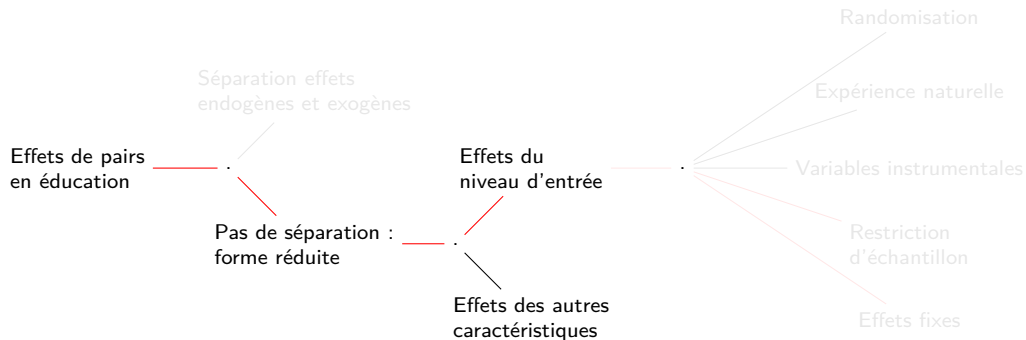 Randomisation
Séparation effets
endogènes et exogènes
Expérience naturelle
Effets de pairs
en éducation
.
Effets du
niveau d'entrée
.
Variables instrumentales
Pas de séparation :
forme réduite
.
Restriction
d'échantillon
Effets des autres
caractéristiques
Effets fixes